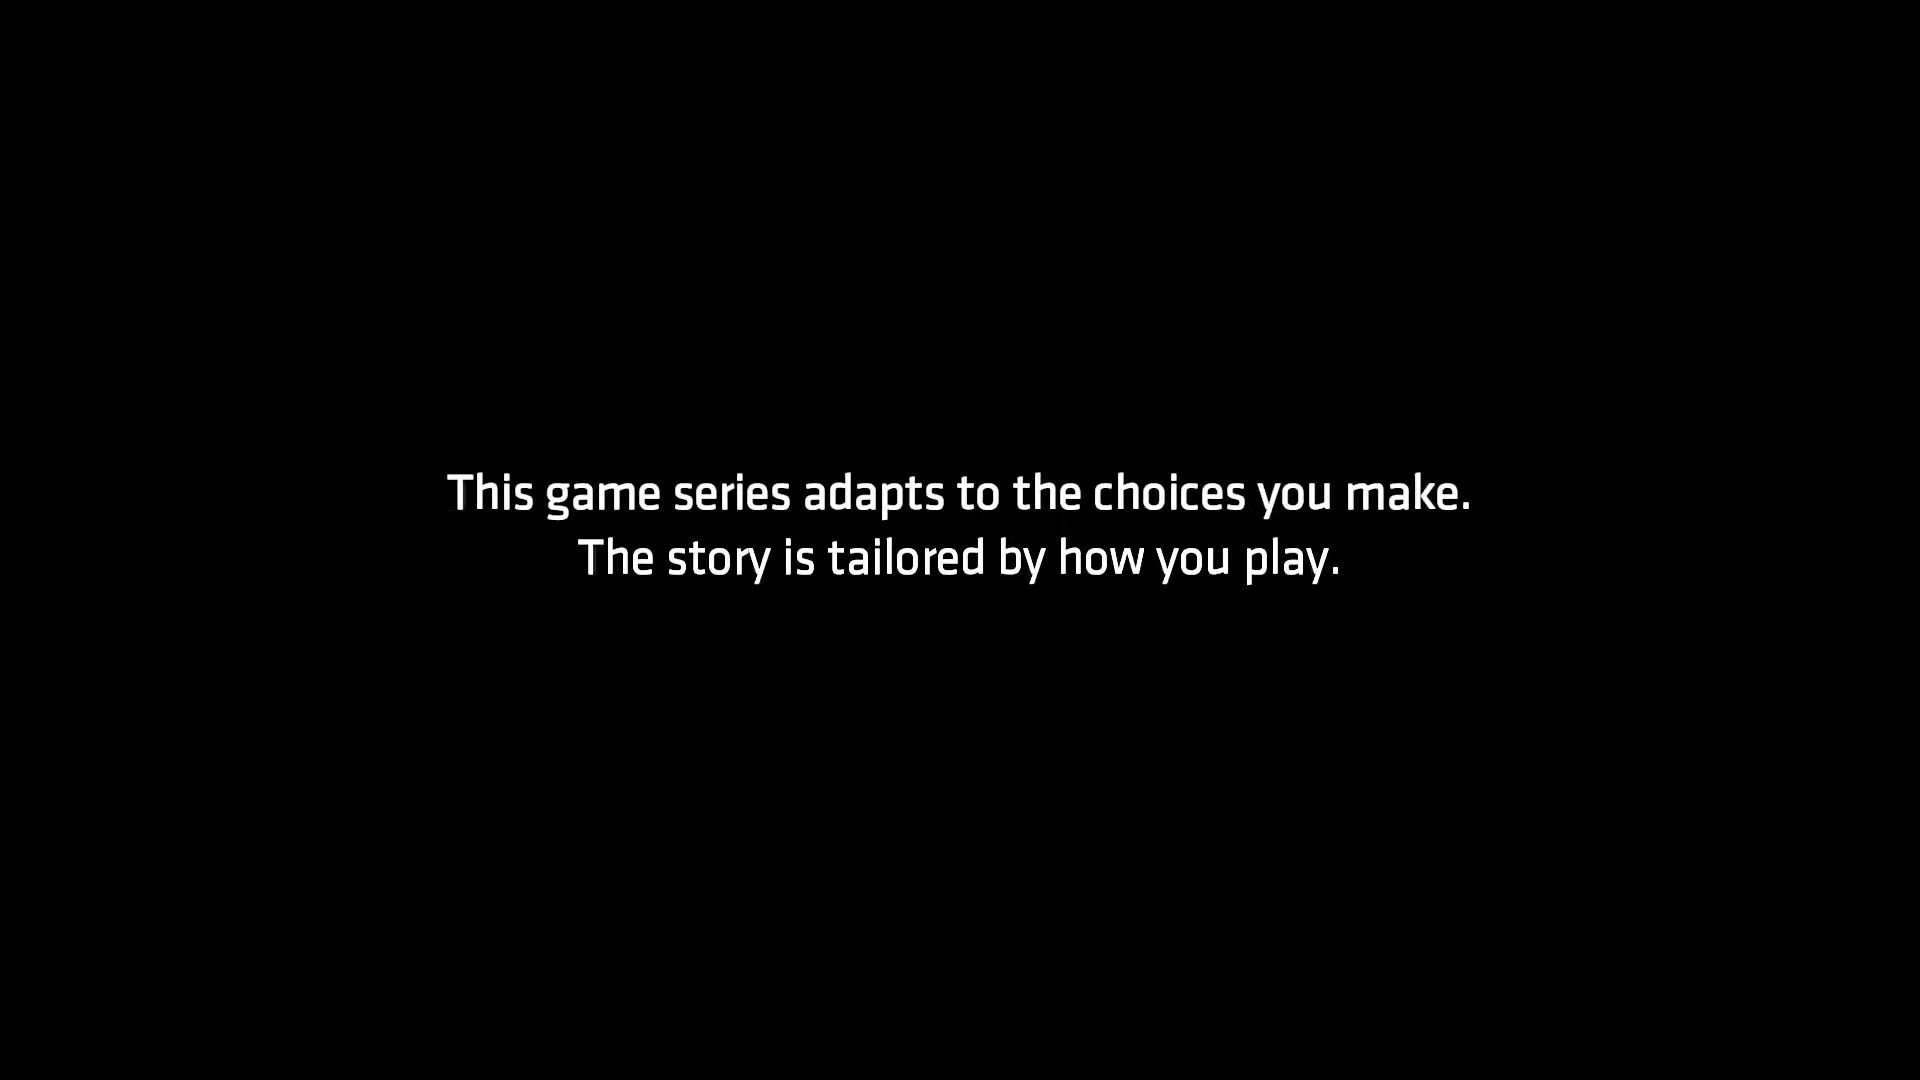 This game series adapts to the choices you make.
The story is tailored by how you play.